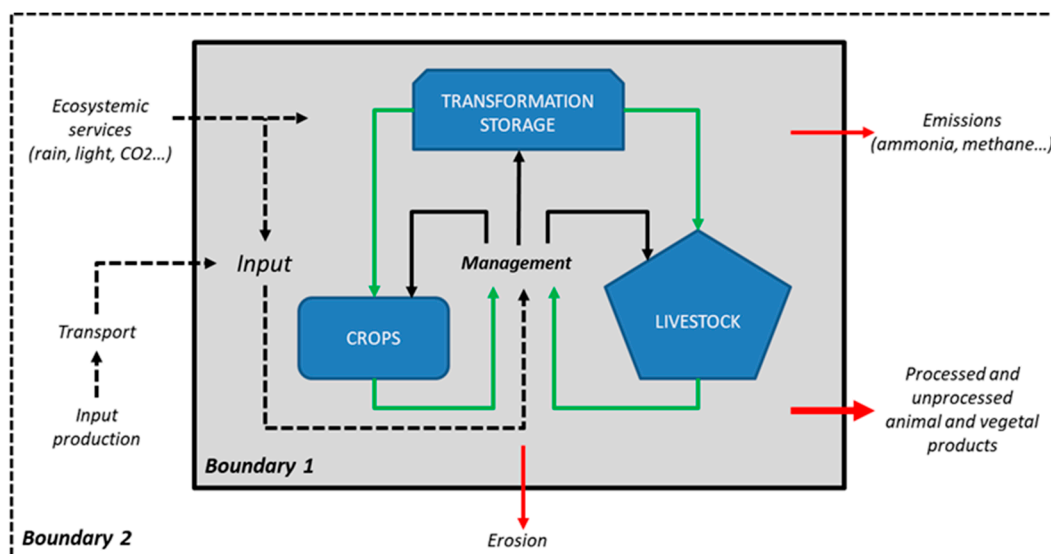 TRANSFORMATION
STORAGE
Ecosystemic
services
(rain, light, CO2...)
Emissions
(ammonia, methane...)
Input
Management
Transport
CROPS
LIVESTOCK
Input
production
Processed and
unprocessed
animal and vegetal
products
Boundary 1
Boundary 2
Erosion